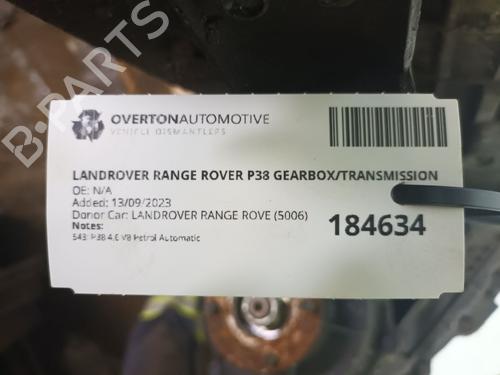 OVERTONAUTOMOTIVE
VEHICLE DISMANTLERS
LANDROVER RANGE ROVER P38 GEARBOX/TRANSMISSION
OE: N/A
Added: 13/09/2023
Donor Car: LANDROVER RANGE ROVE (5006)
184634
Notes:
543: P38 4.6 V8 Petrol Automatic
B-PARTS